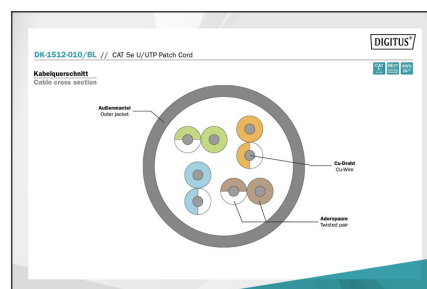 DIGITUS®
DK-1512-010/BL // CAT 5e U/UTP Patch Cord
Kabelquerschnitt
Cable cross section
Außenmantel
Outer jacket
Cu-Draht
Cu-Wire
Adernpaare
Twisted pair